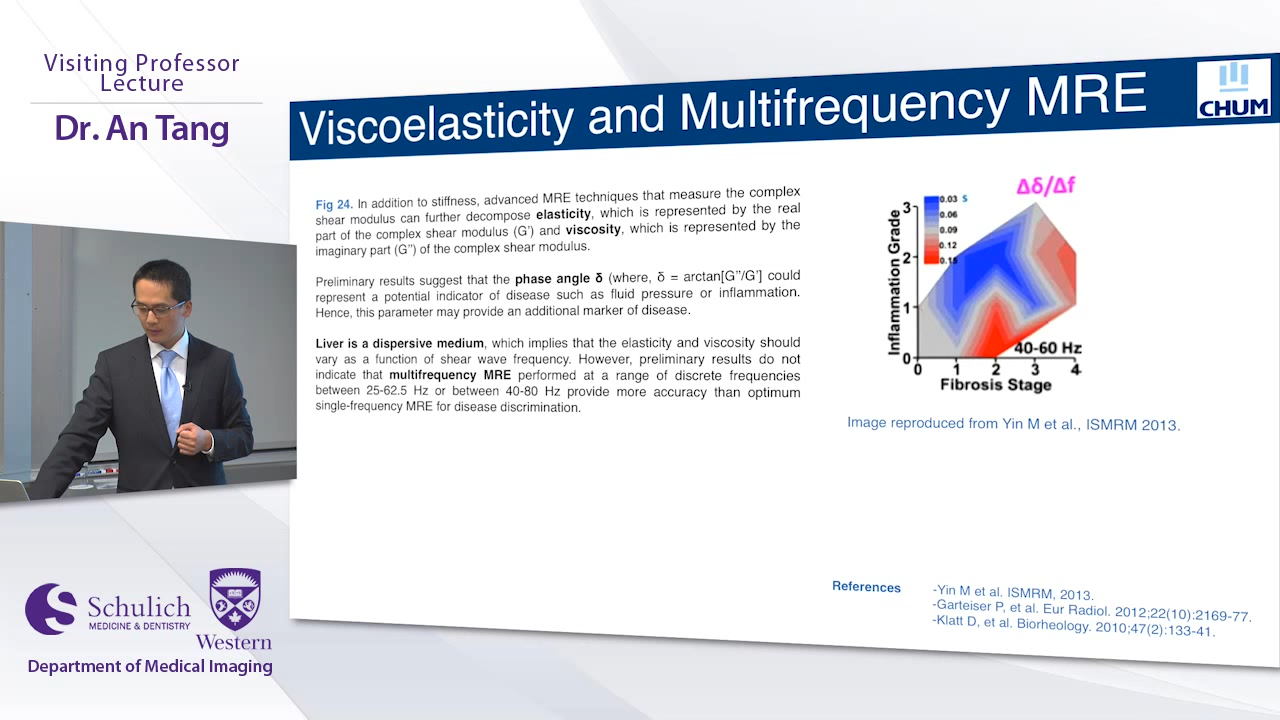 Visiting Professor
Lecture
Dr. An Tang
Viscoelasticity and Multifrequency MRE
CHUM
Fig 24. In addition to stiffness, advanced MRE techniques that measure the complex
shear modulus can further decompose elasticity, which is represented by the real
part of the complex shear modulus (G') and viscosity, which is represented by the
imaginary part (G") of the complex shear modulus.
Preliminary results suggest that the phase angle δ (where, δ = arctan[G"/G'] could
represent a potential indicator of disease such as fluid pressure or inflammation.
Hence, this parameter may provide an additional marker of disease.
Liver is a dispersive medium, which implies that the elasticity and viscosity should
vary as a function of shear wave frequency. However, preliminary results do not
indicate that multifrequency MRE performed at a range of discrete frequencies
between 25-62.5 Hz or between 40-80 Hz provide more accuracy than optimum
single-frequency MRE for disease discrimination.
Δδ/Δf
0.03 S
0.06
0.09
0.12
0.15
Inflammation Grade
3
2
1
0
40-60 Hz
0 1 2 3 4
Fibrosis Stage
Image reproduced from Yin M et al., ISMRM 2013.
References
-Yin M et al. ISMRM, 2013.
-Garteiser P, et al. Eur Radiol. 2012;22(10):2169-77.
-Klatt D, et al. Biorheology. 2010;47(2):133-41.
Schulich
MEDICINE & DENTISTRY
Western
Department of Medical Imaging